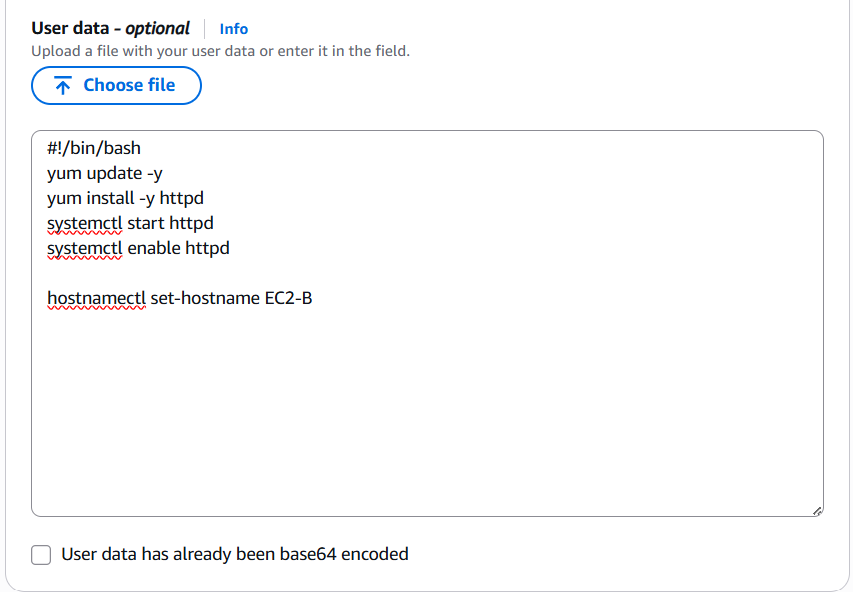 User data - optional Info
Upload a file with your user data or enter it in the field.
Choose file
#!/bin/bash
yum update -y
yum install -y httpd
systemctl start httpd
systemctl enable httpd
hostnamectl set-hostname EC2-B
User data has already been base64 encoded